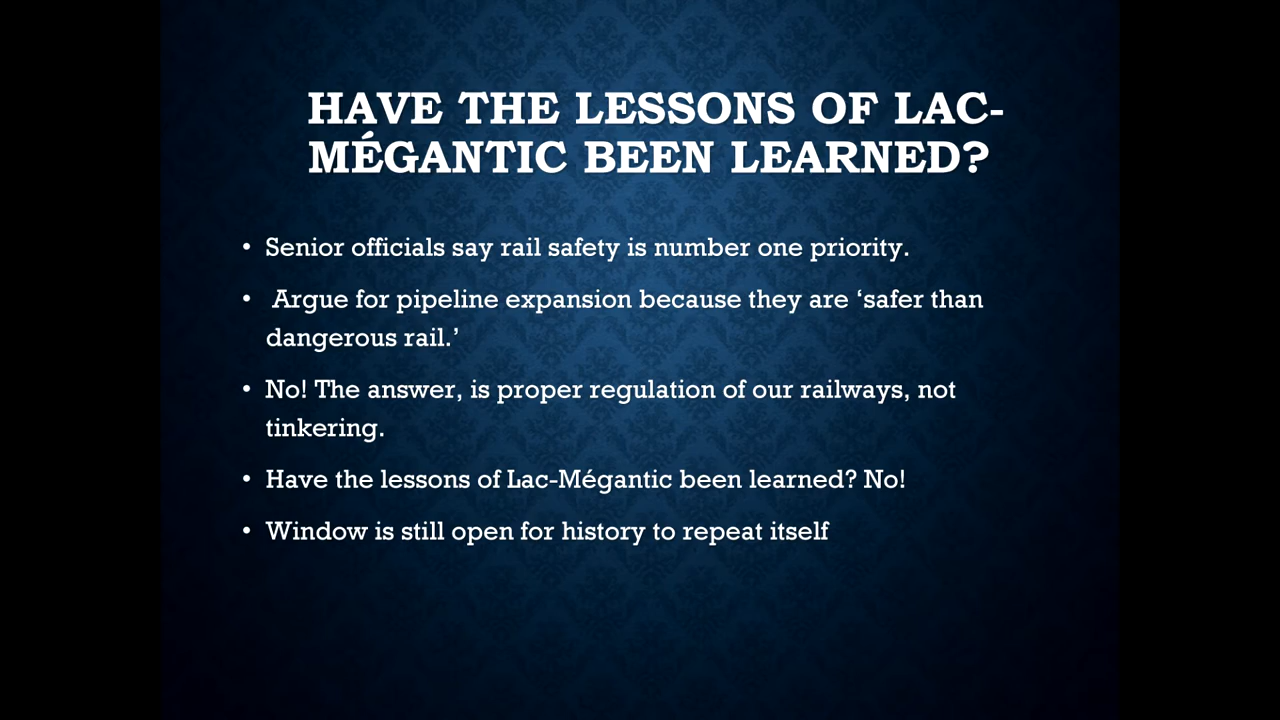 HAVE THE LESSONS OF LAC-
MÉGANTIC BEEN LEARNED?
• Senior officials say rail safety is number one priority.
• Argue for pipeline expansion because they are ‘safer than
dangerous rail.’
• No! The answer, is proper regulation of our railways, not
tinkering.
• Have the lessons of Lac-Mégantic been learned? No!
• Window is still open for history to repeat itself